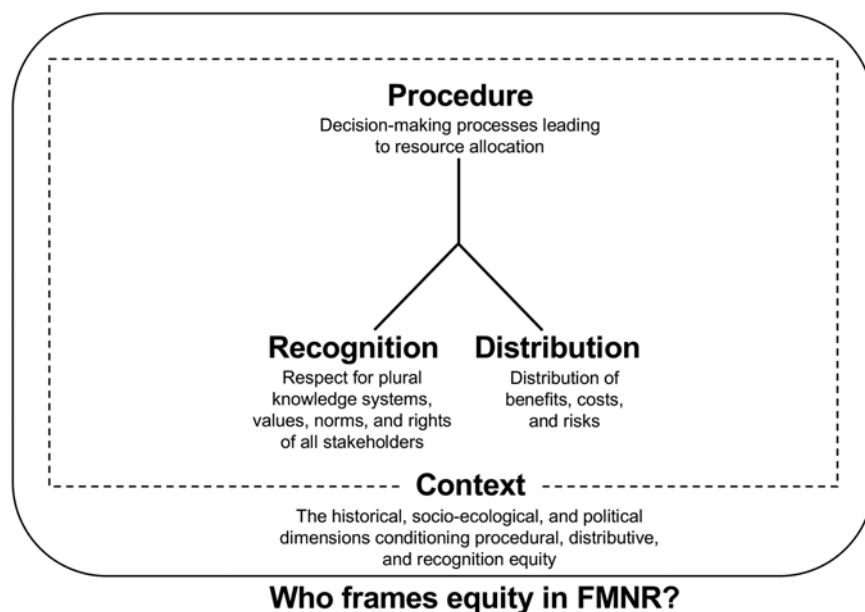 Procedure
Decision-making processes leading
to resource allocation
Recognition
Respect for plural
knowledge systems,
values, norms, and rights
of all stakeholders
Distribution
Distribution of
benefits, costs,
and risks
Context
The historical, socio-ecological, and political
dimensions conditioning procedural, distributive,
and recognition equity
Who frames equity in FMNR?